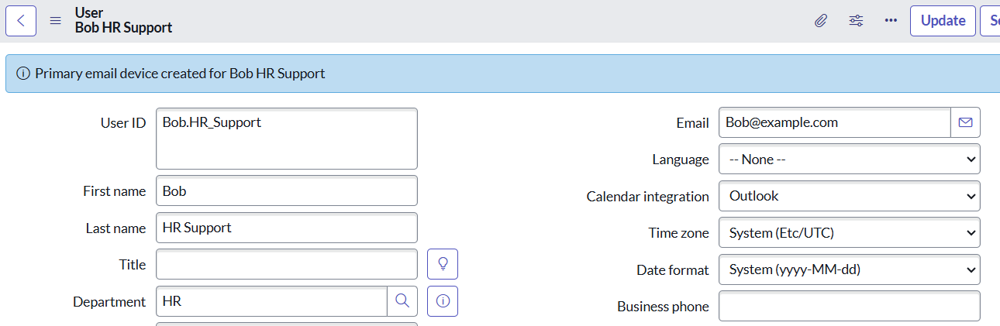 User
Bob HR Support
Update
Primary email device created for Bob HR Support
User ID
Bob.HR_Support
First name
Bob
Last name
HR Support
Title
Department
HR
Email
Bob@example.com
Language
-- None --
Calendar integration
Outlook
Time zone
System (Etc/UTC)
Date format
System (yyyy-MM-dd)
Business phone